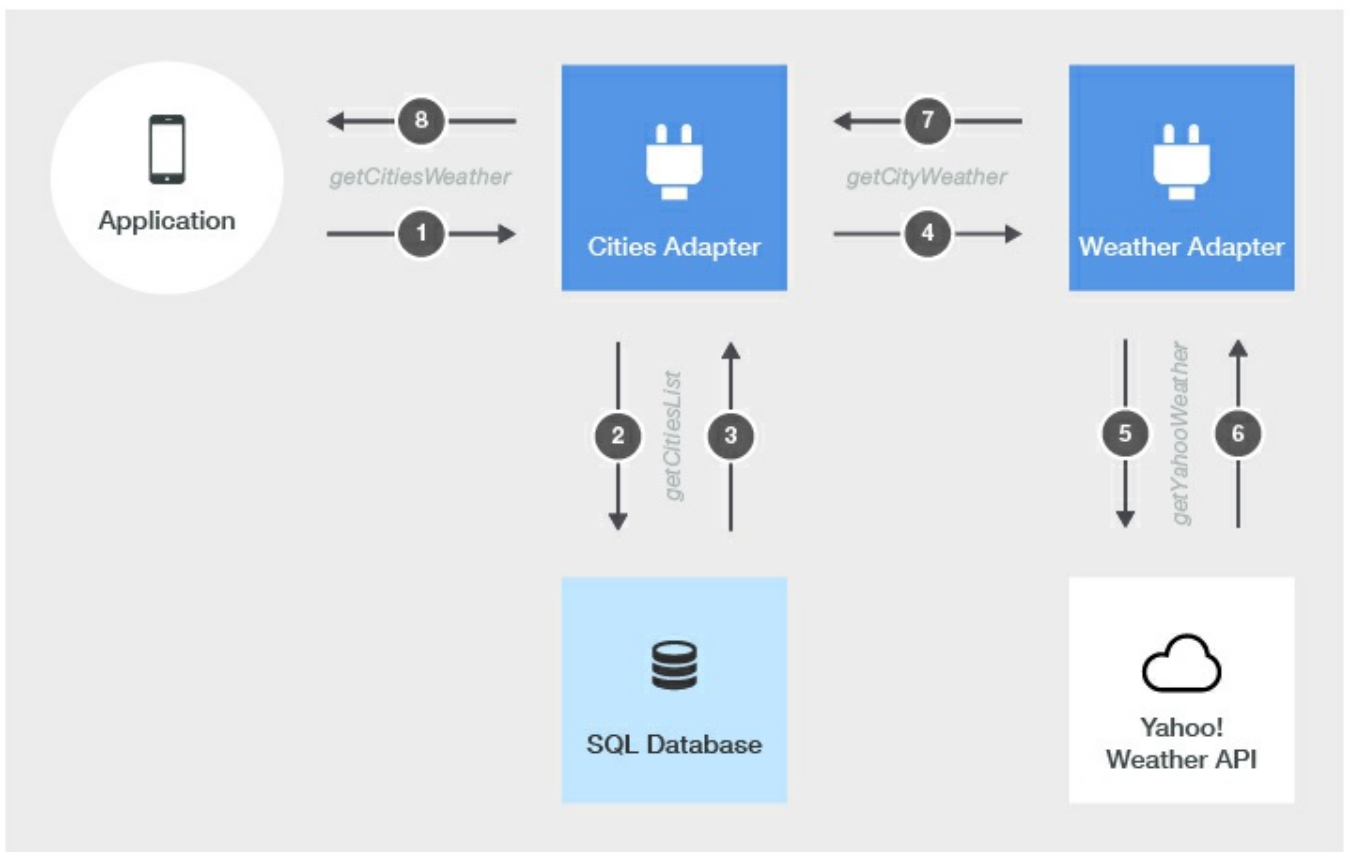 8
7
getCitiesWeather
getCityWeather
Application
1
4
Cities Adapter
Weather Adapter
getCitiesList
getYahooWeather
2
3
5
6
SQL Database
Yahoo!
Weather API